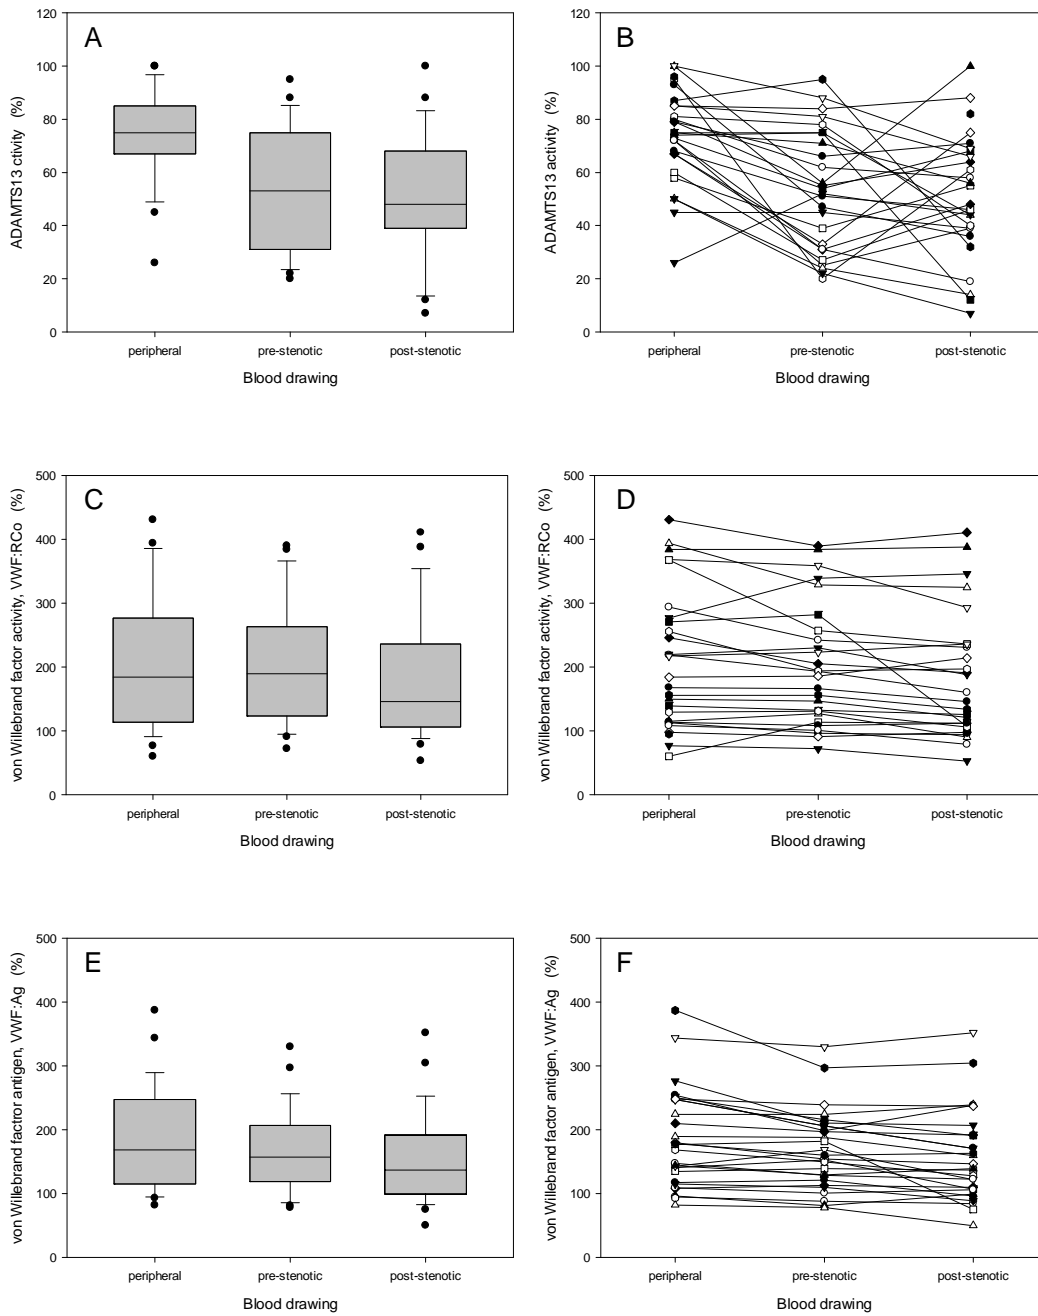 A
ADAMTS13 ctivity (%)
120
100
80
60
40
20
0
peripheral pre-stenotic post-stenotic
Blood drawing
B
ADAMTS13 activity (%)
120
100
80
60
40
20
0
peripheral pre-stenotic post-stenotic
Blood drawing
C
von Willebrand factor activity, VWF:RCo (%)
500
400
300
200
100
0
peripheral pre-stenotic post-stenotic
Blood drawing
D
von Willebrand factor activity, VWF:RCo (%)
500
400
300
200
100
0
peripheral pre-stenotic post-stenotic
Blood drawing
E
von Willebrand factror antigen, VWF:Ag (%)
500
400
300
200
100
0
peripheral pre-stenotic post-stenotic
Blood drawing
F
von Willebrand factor antigen, VWF:Ag (%)
500
400
300
200
100
0
peripheral pre-stenotic post-stenotic
Blood drawing